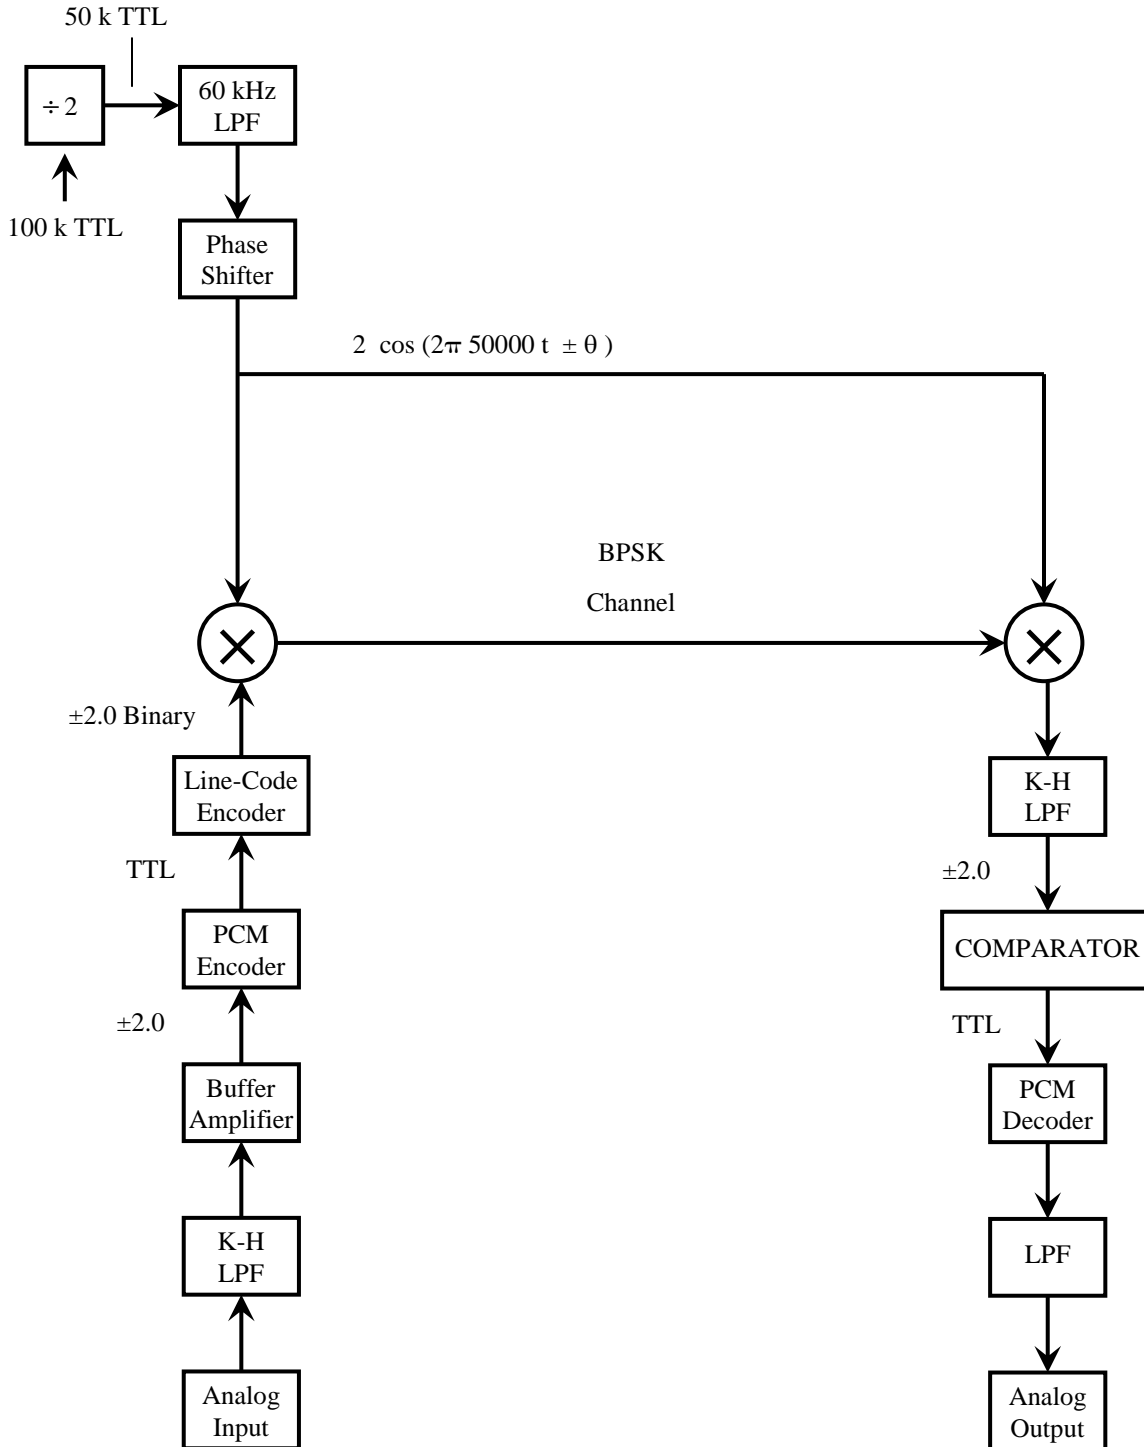 50 k TTL
÷ 2
60 kHz
LPF
100 k TTL
Phase
Shifter
2 cos (2π 50000 t ± θ )
BPSK
Channel
±2.0 Binary
Line-Code
Encoder
K-H
LPF
TTL
±2.0
PCM
Encoder
COMPARATOR
±2.0
TTL
Buffer
Amplifier
PCM
Decoder
K-H
LPF
LPF
Analog
Input
Analog
Output